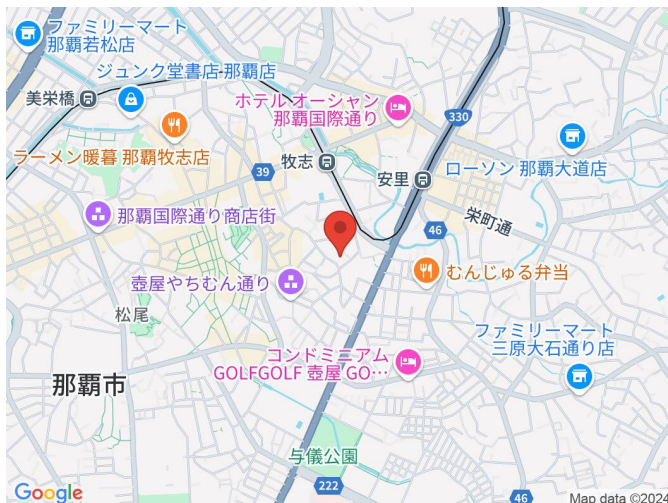 ファミリーマート
那覇若松店
ジュンク堂書店 那覇店
美栄橋
ホテル オーシャン
那覇国際通り
330
ラーメン暖暮 那覇牧志店
牧志
ローソン 那覇大道店
39
安里
栄町通
那覇国際通り商店街
46
むんじゅる弁当
壺屋やちむん通り
松尾
ファミリーマート
三原大石通り店
コンドミニアム
GOLFGOLF 壺屋 GO…
那覇市
46
与儀公園
222
Google
Map data ©2024